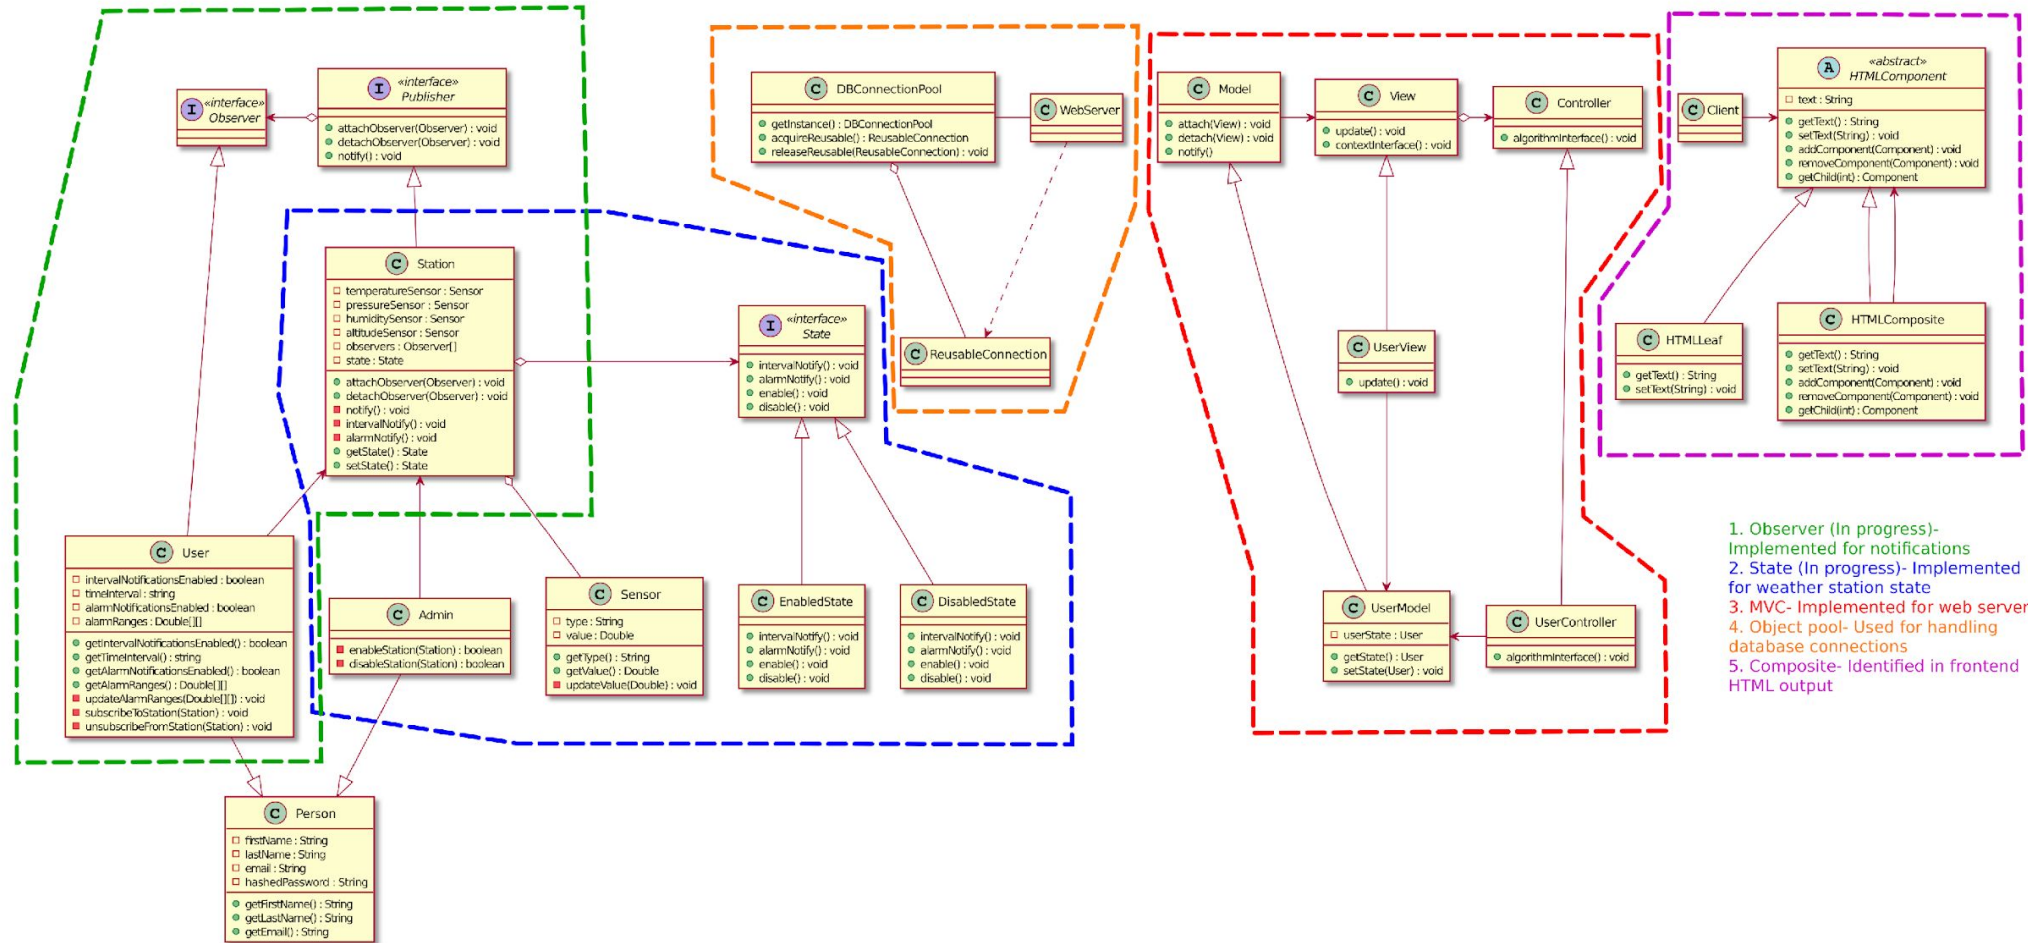 «interface»
Observer
«interface»
Publisher
attachObserver(Observer) : void
detachObserver(Observer) : void
notify() : void
Station
temperatureSensor : Sensor
pressureSensor : Sensor
humiditySensor : Sensor
altitudeSensor : Sensor
observers : Observer[]
state : State
attachObserver(Observer) : void
detachObserver(Observer) : void
notify() : void
intervalNotify() : void
alarmNotify() : void
getState() : State
setState() : State
User
intervalNotificationsEnabled : boolean
timeInterval : string
alarmNotificationsEnabled : boolean
alarmRanges : Double[][]
getIntervalNotificationsEnabled() : boolean
getTimeInterval() : string
getAlarmNotificationsEnabled() : boolean
getAlarmRanges() : Double[][]
updateAlarmRanges(Double[][]) : void
subscribeToStation(Station) : void
unsubscribeFromStation(Station) : void
Admin
enableStation(Station) : boolean
disableStation(Station) : boolean
Sensor
type : String
value : Double
getType() : String
getValue() : Double
updateValue(Double) : void
Person
firstName : String
lastName : String
email : String
hashedPassword : String
getFirstName() : String
getLastName() : String
getEmail() : String
«interface»
State
intervalNotify() : void
alarmNotify() : void
enable() : void
disable() : void
EnabledState
intervalNotify() : void
alarmNotify() : void
enable() : void
disable() : void
DisabledState
intervalNotify() : void
alarmNotify() : void
enable() : void
disable() : void
DBConnectionPool
getInstance() : DBConnectionPool
acquireReusable() : ReusableConnection
releaseReusable(ReusableConnection) : void
WebServer
ReusableConnection
Model
attach(View) : void
detach(View) : void
notify()
View
update() : void
contextInterface() : void
Controller
algorithmInterface() : void
UserView
update() : void
UserModel
userState : User
getState() : User
setState(User) : void
UserController
algorithmInterface() : void
Client
«abstract»
HTMLComponent
text : String
getText() : String
setText(String) : void
addComponent(Component) : void
removeComponent(Component) : void
getChild(int) : Component
HTMLLeaf
getText() : String
setText(String) : void
HTMLComposite
getText() : String
setText(String) : void
addComponent(Component) : void
removeComponent(Component) : void
getChild(int) : Component
1. Observer (In progress)-
Implemented for notifications
2. State (In progress)- Implemented
for weather station state
3. MVC- Implemented for web server
4. Object pool- Used for handling
database connections
5. Composite- Identified in frontend
HTML output